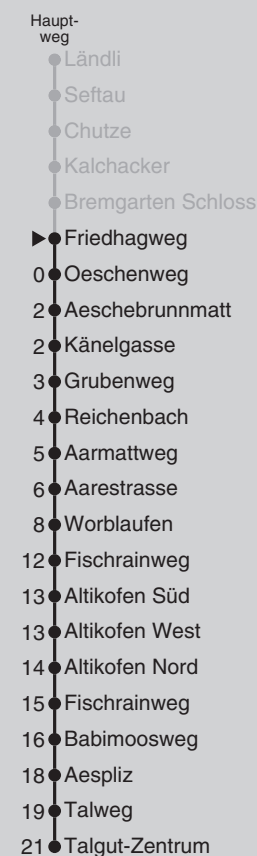 Haupt-
weg
Ländli
Seftau
Chutze
Kalchacker
Bremgarten Schloss
Friedhagweg
0 Oeschenweg
2 Aeschebrunnmatt
2 Känelgasse
3 Grubenweg
4 Reichenbach
5 Aarmattweg
6 Aarestrasse
8 Worblaufen
12 Fischrainweg
13 Altikofen Süd
13 Altikofen West
14 Altikofen Nord
15 Fischrainweg
16 Babimoosweg
18 Aespliz
19 Talweg
21 Talgut-Zentrum